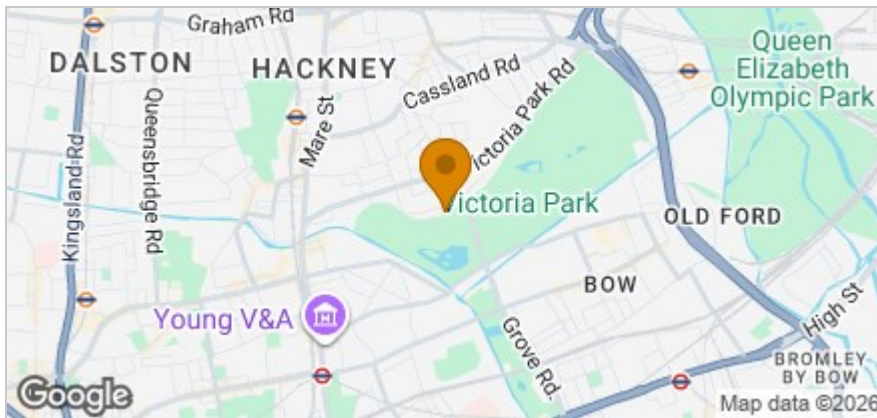 Graham Rd
DALSTON
HACKNEY
Cassland Rd
Queen
Elizabeth
Olympic Park
Queensbridge Rd
Kingsland Rd
Mare St
Victoria Park Rd
Victoria Park
OLD FORD
BOW
Young V&A
Grove Rd.
High St
BROMLEY
BY BOW
Google
Map data ©2026